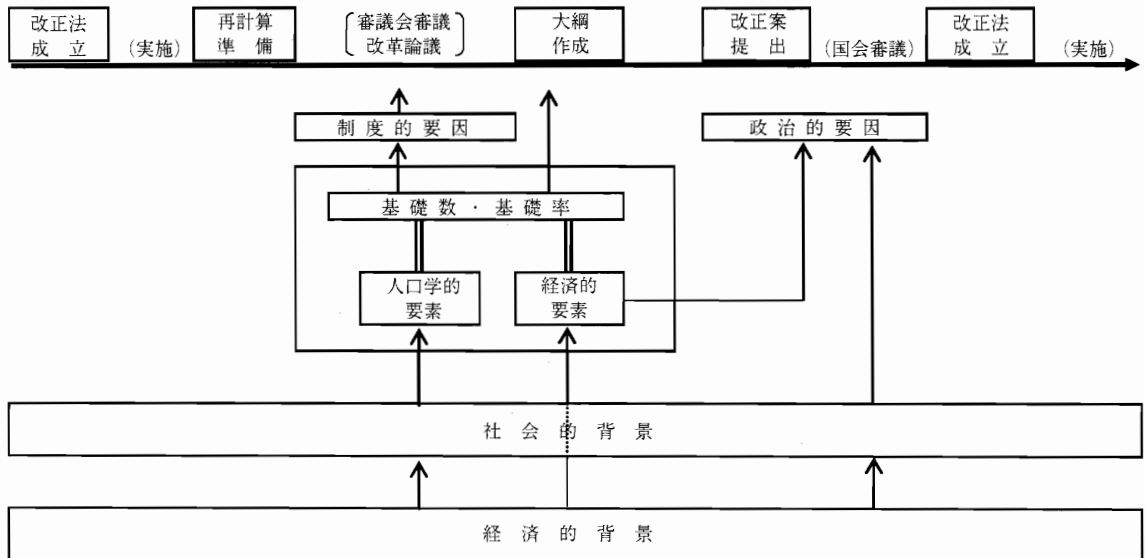 改正法
成立
(実施)
再計算
準備
審議会審議
改革論議
大綱
作成
改正案
提出
(国会審議)
改正法
成立
(実施)
制度的要因
政治的要因
基礎数・基礎率
人口学的
要素
経済的
要素
社会的背景
経済的背景